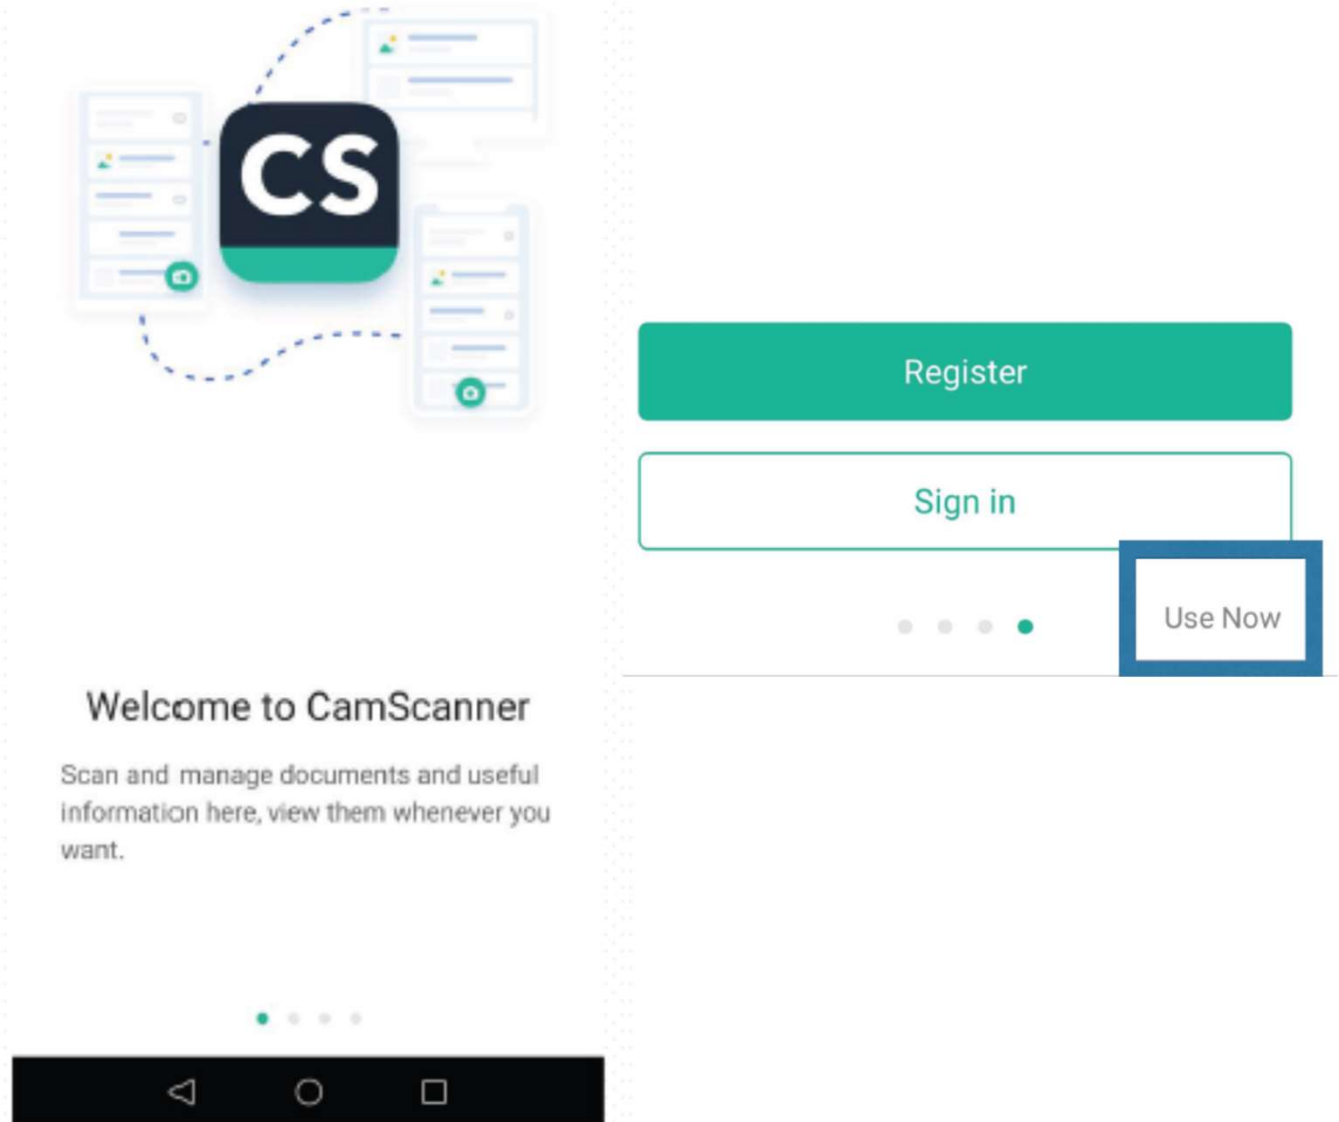 CS
Welcome to CamScanner
Scan and manage documents and useful
information here, view them whenever you
want.
Register
Sign in
Use Now